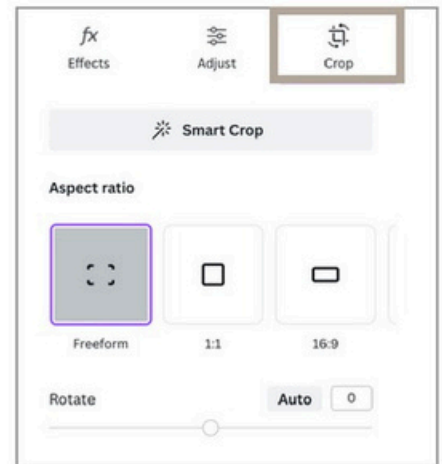 fx
Effects Adjust Crop
Smart Crop
Aspect ratio
Freeform 1:1 16:9
Rotate Auto 0